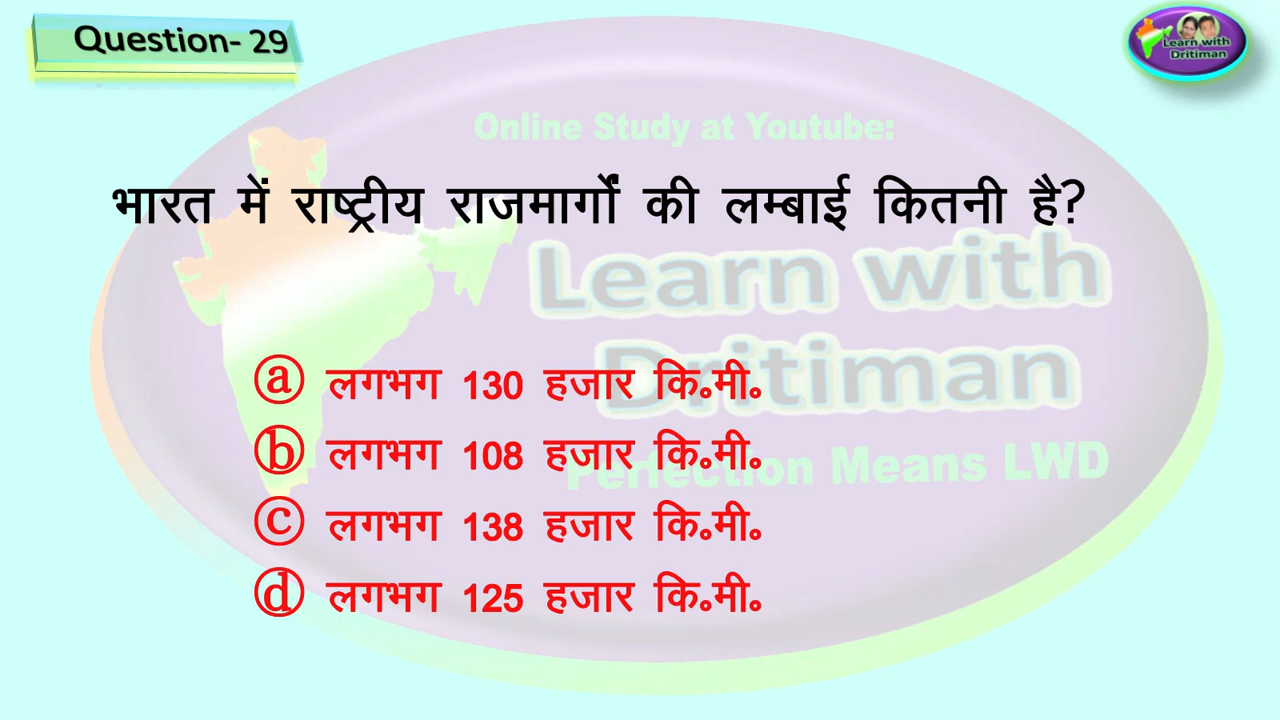 Question- 29
Learn with
Dritiman
Online Study at Youtube:
भारत में राष्ट्रीय राजमार्गों की लम्बाई कितनी है?
Learn with
Dritiman
ⓐ लगभग 130 हजार कि॰मी॰
ⓑ लगभग 108 हजार कि॰मी॰
Perfection Means LWD
ⓒ लगभग 138 हजार कि॰मी॰
ⓓ लगभग 125 हजार कि॰मी॰